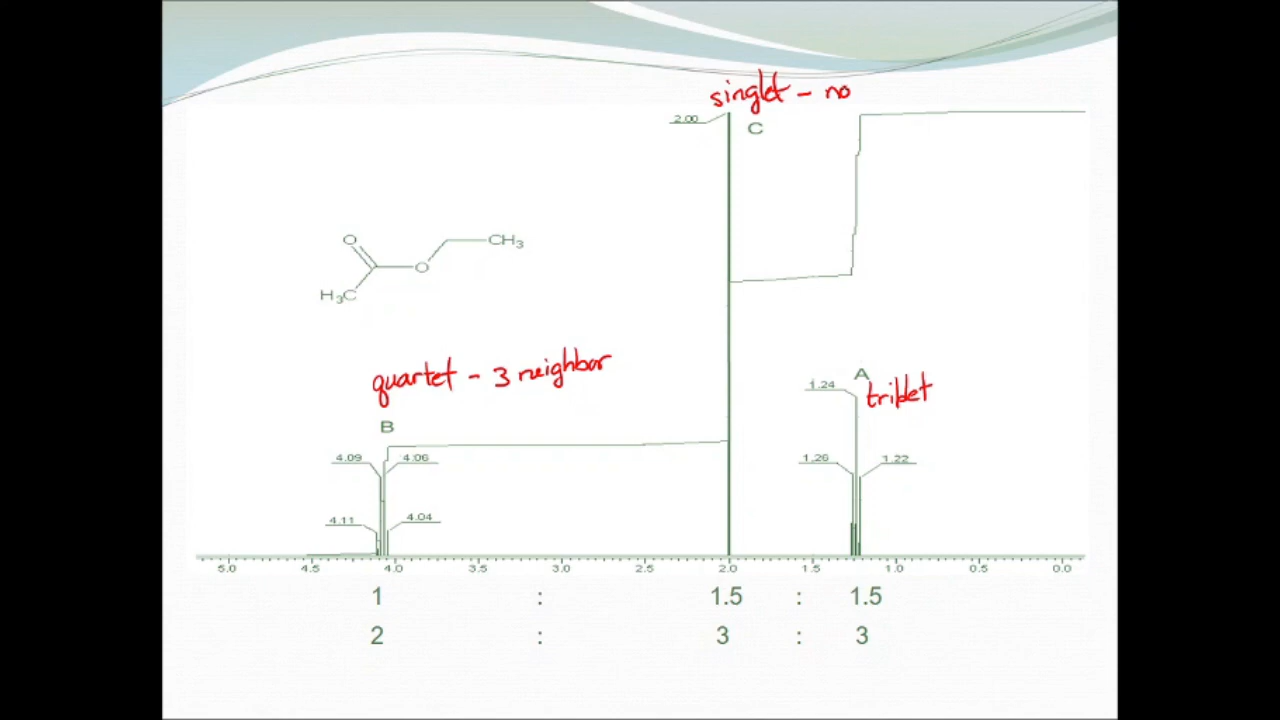 singlet - no
2.00
C
O
CH3
O
H3C
quartet - 3 neighbor
A
1.24
triplet
B
4.09
4.06
1.26
1.22
4.11
4.04
5.0 4.5 4.0 3.5 3.0 2.5 2.0 1.5 1.0 0.5 0.0
1 : 1.5 : 1.5
2 : 3 : 3